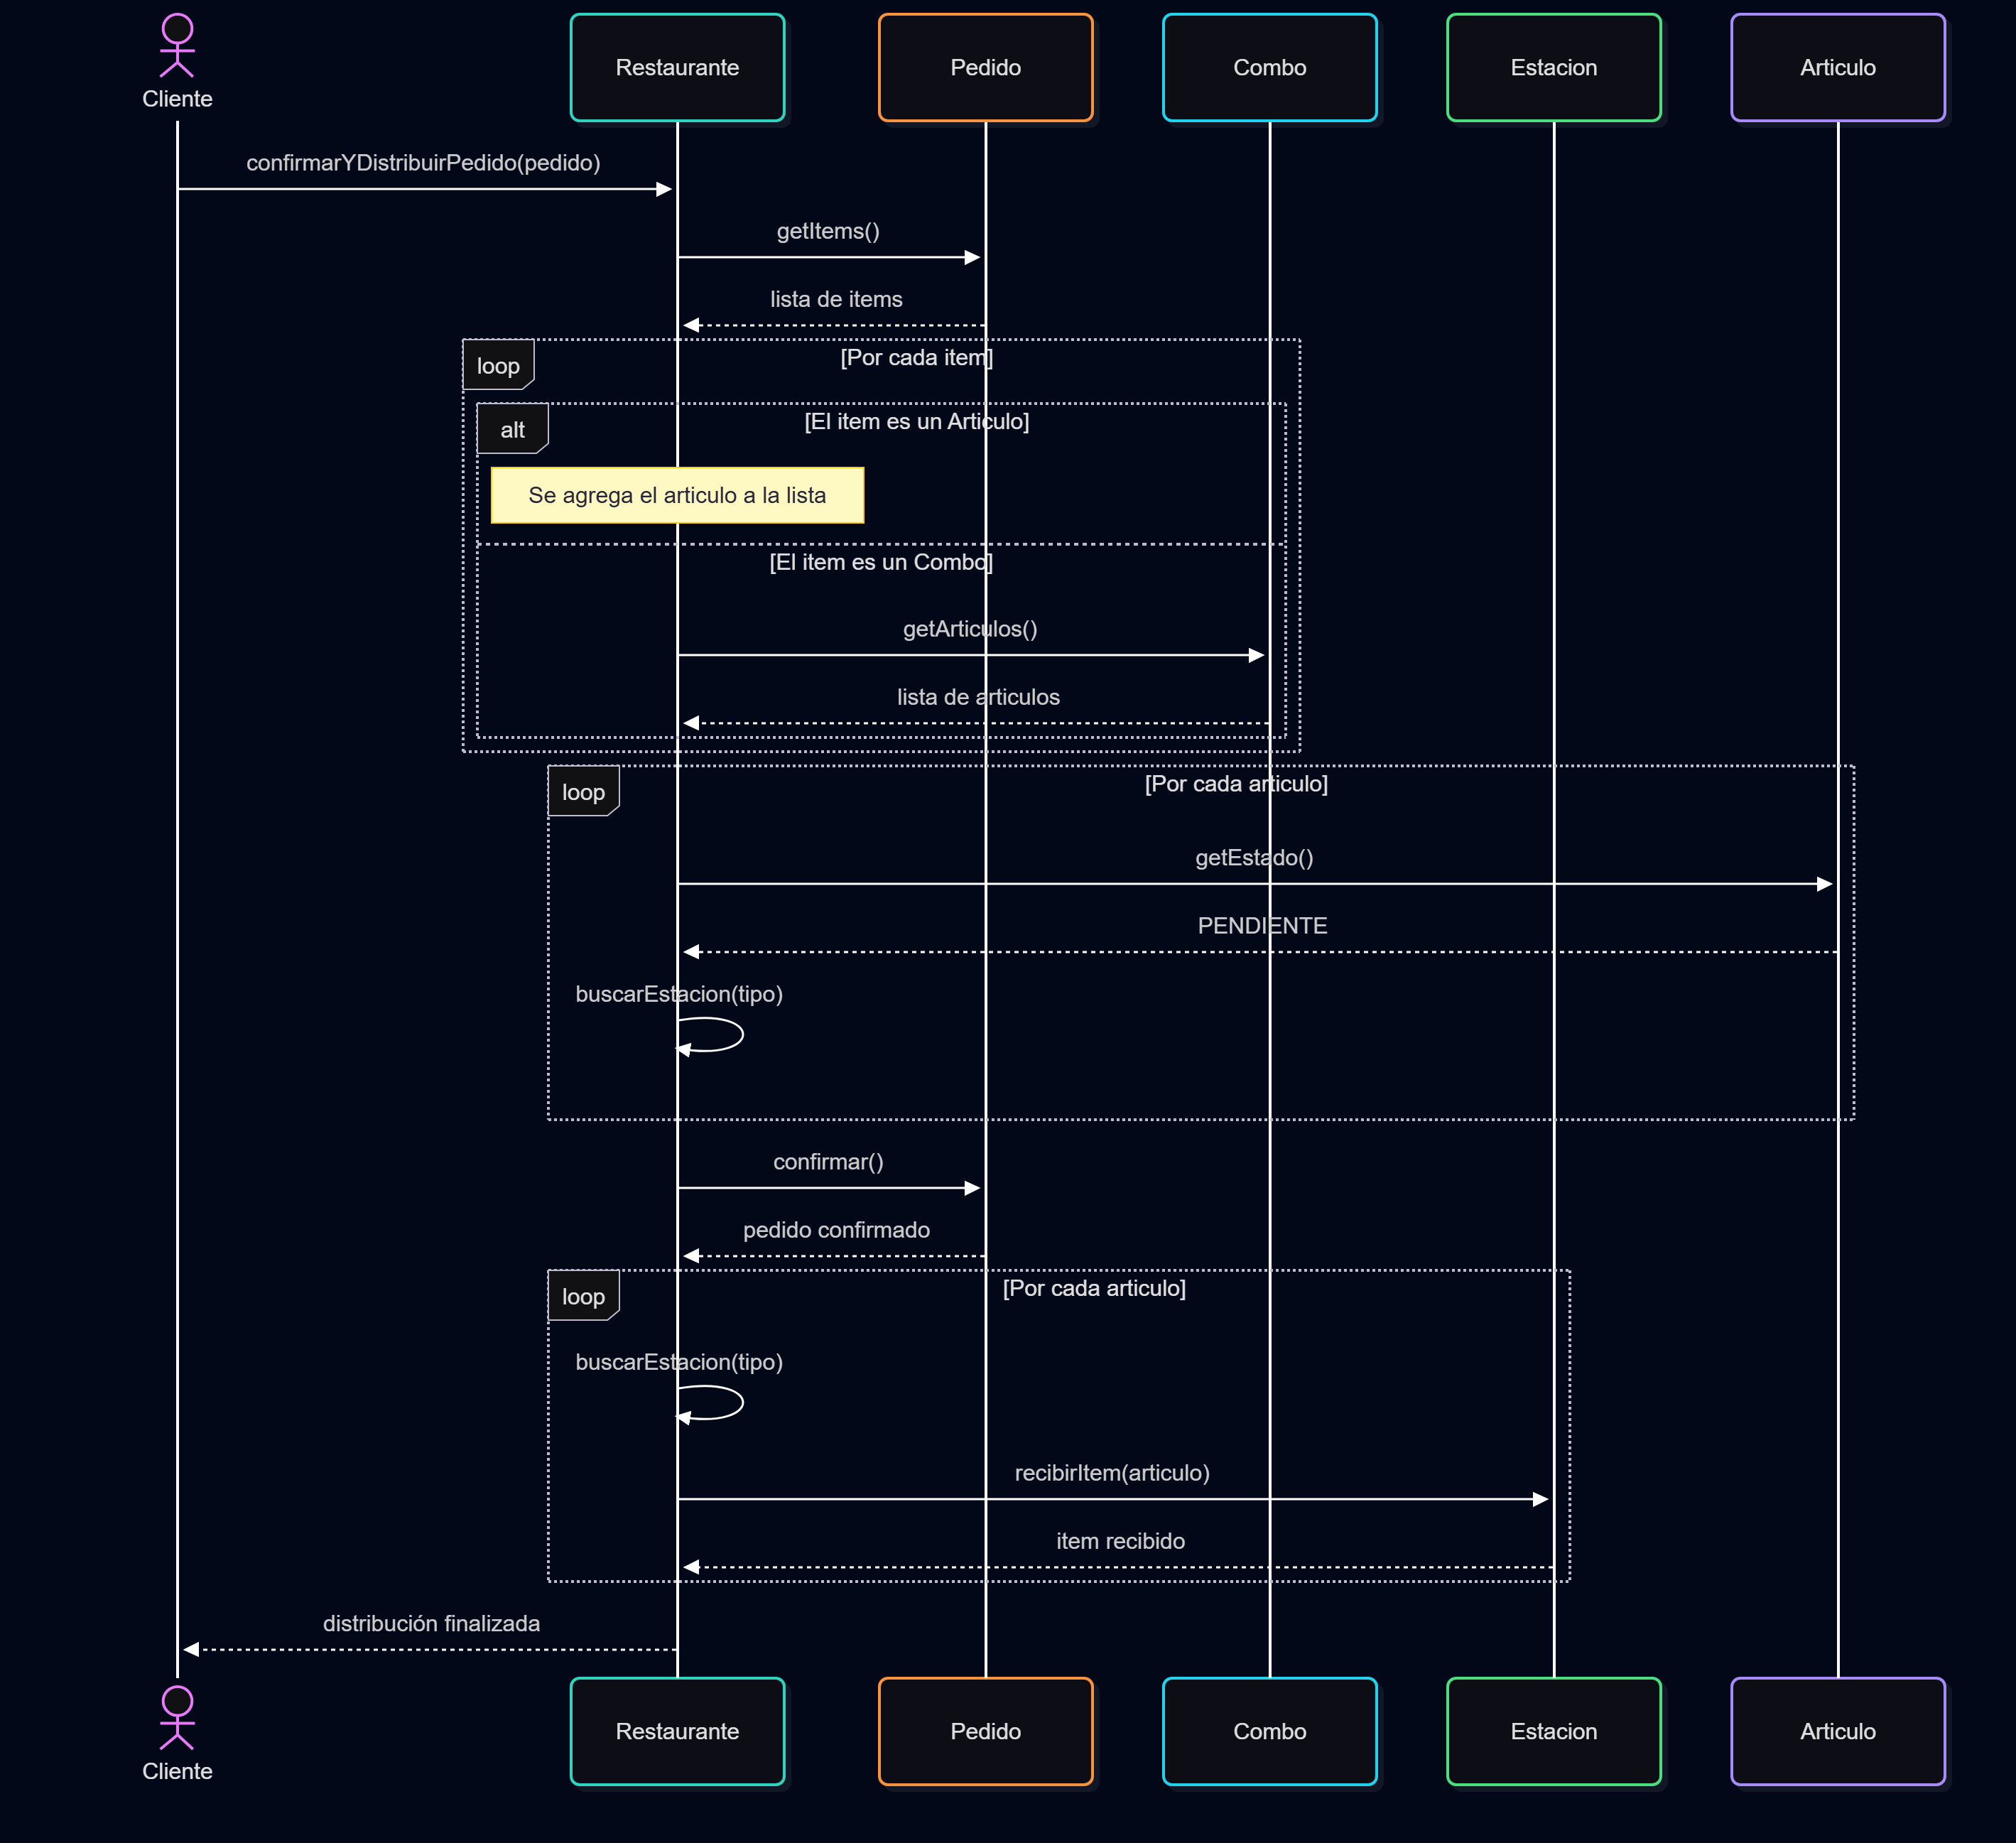 Cliente
Restaurante
Pedido
Combo
Estacion
Articulo
confirmarYDistribuirPedido(pedido)
getItems()
lista de items
loop
[Por cada item]
alt
[El item es un Articulo]
Se agrega el articulo a la lista
[El item es un Combo]
getArticulos()
lista de articulos
loop
[Por cada articulo]
getEstado()
PENDIENTE
buscarEstacion(tipo)
confirmar()
pedido confirmado
loop
[Por cada articulo]
buscarEstacion(tipo)
recibirItem(articulo)
item recibido
distribución finalizada
Cliente
Restaurante
Pedido
Combo
Estacion
Articulo